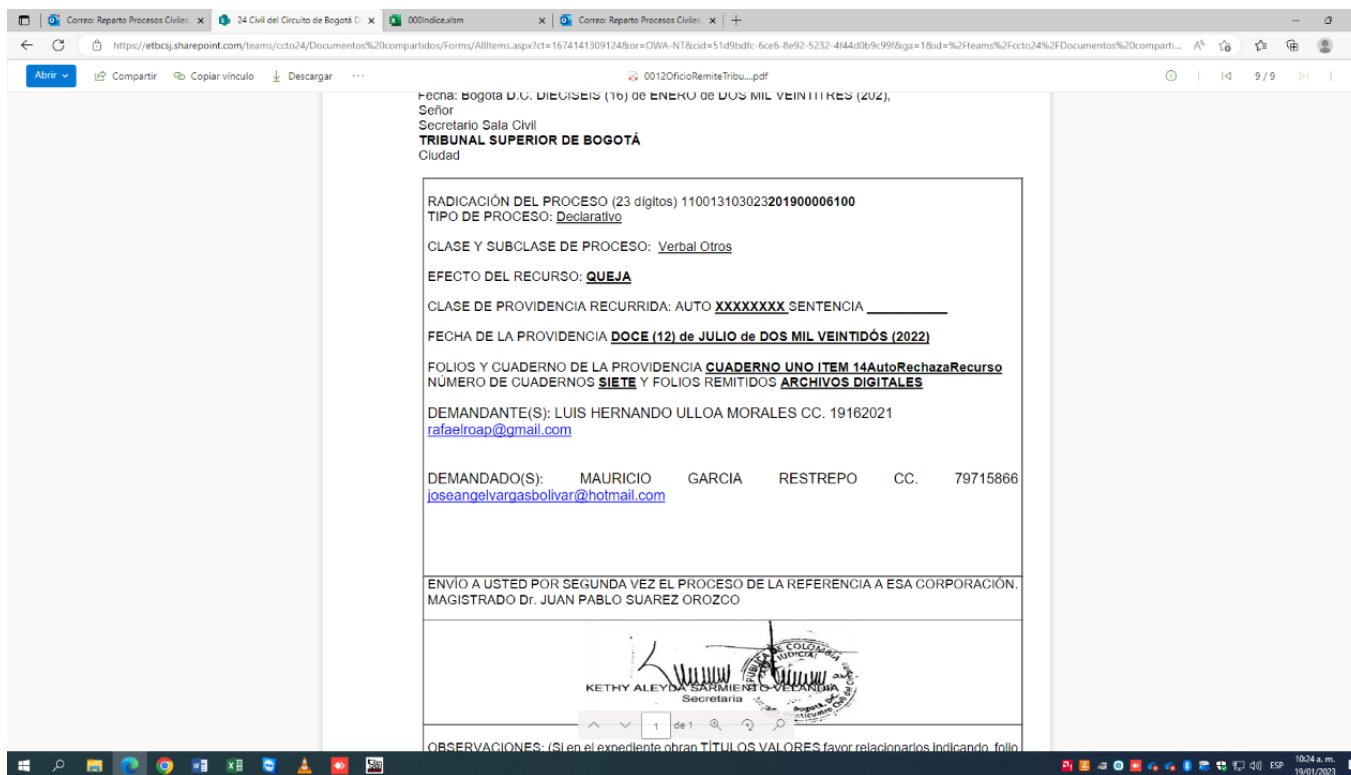 Correo: Reparto Procesos Civiles
24 Civil del Circuito de Bogotá D
000Indice.xlsm
Correo: Reparto Procesos Civiles
https://etbcsj.sharepoint.com/teams/ccto24/Documentos%20compartidos/Forms/AllItems.aspx?ct=1674141309124&or=OWA-NT&cid=51d9bdfc-6ce6-8e92-5232-4f44d0b9c99f&ga=1&id=%2Fteams%2Fccto24%2FDocumentos%20comparti...
Abrir
Compartir
Copiar vínculo
Descargar
···
0012OficioRemiteTribu....pdf
9 / 9
Fecha: Bogotá D.C. DIECISEIS (16) de ENERO de DOS MIL VEINTITRES (202),
Señor
Secretario Sala Civil
TRIBUNAL SUPERIOR DE BOGOTÁ
Ciudad
RADICACIÓN DEL PROCESO (23 dígitos) 11001310302320190000​6100
TIPO DE PROCESO: Declarativo
CLASE Y SUBCLASE DE PROCESO: Verbal Otros
EFECTO DEL RECURSO: QUEJA
CLASE DE PROVIDENCIA RECURRIDA: AUTO XXXXXXXX SENTENCIA ___________
FECHA DE LA PROVIDENCIA DOCE (12) de JULIO de DOS MIL VEINTIDÓS (2022)
FOLIOS Y CUADERNO DE LA PROVIDENCIA CUADERNO UNO ITEM 14AutoRechazaRecurso
NÚMERO DE CUADERNOS SIETE Y FOLIOS REMITIDOS ARCHIVOS DIGITALES
DEMANDANTE(S): LUIS HERNANDO ULLOA MORALES CC. 19162021
rafaelroap@gmail.com
DEMANDADO(S): MAURICIO GARCIA RESTREPO CC. 79715866
joseangelvargasbolivar@hotmail.com
ENVÍO A USTED POR SEGUNDA VEZ EL PROCESO DE LA REFERENCIA A ESA CORPORACIÓN.
MAGISTRADO Dr. JUAN PABLO SUAREZ OROZCO
KETHY ALEYDA SARMIENTO VELANDIA
Secretaria
1 de 1
OBSERVACIONES: (Si en el expediente obran TÍTULOS VALORES favor relacionarlos indicando folio
ESP
10:24 a. m.
19/01/2023